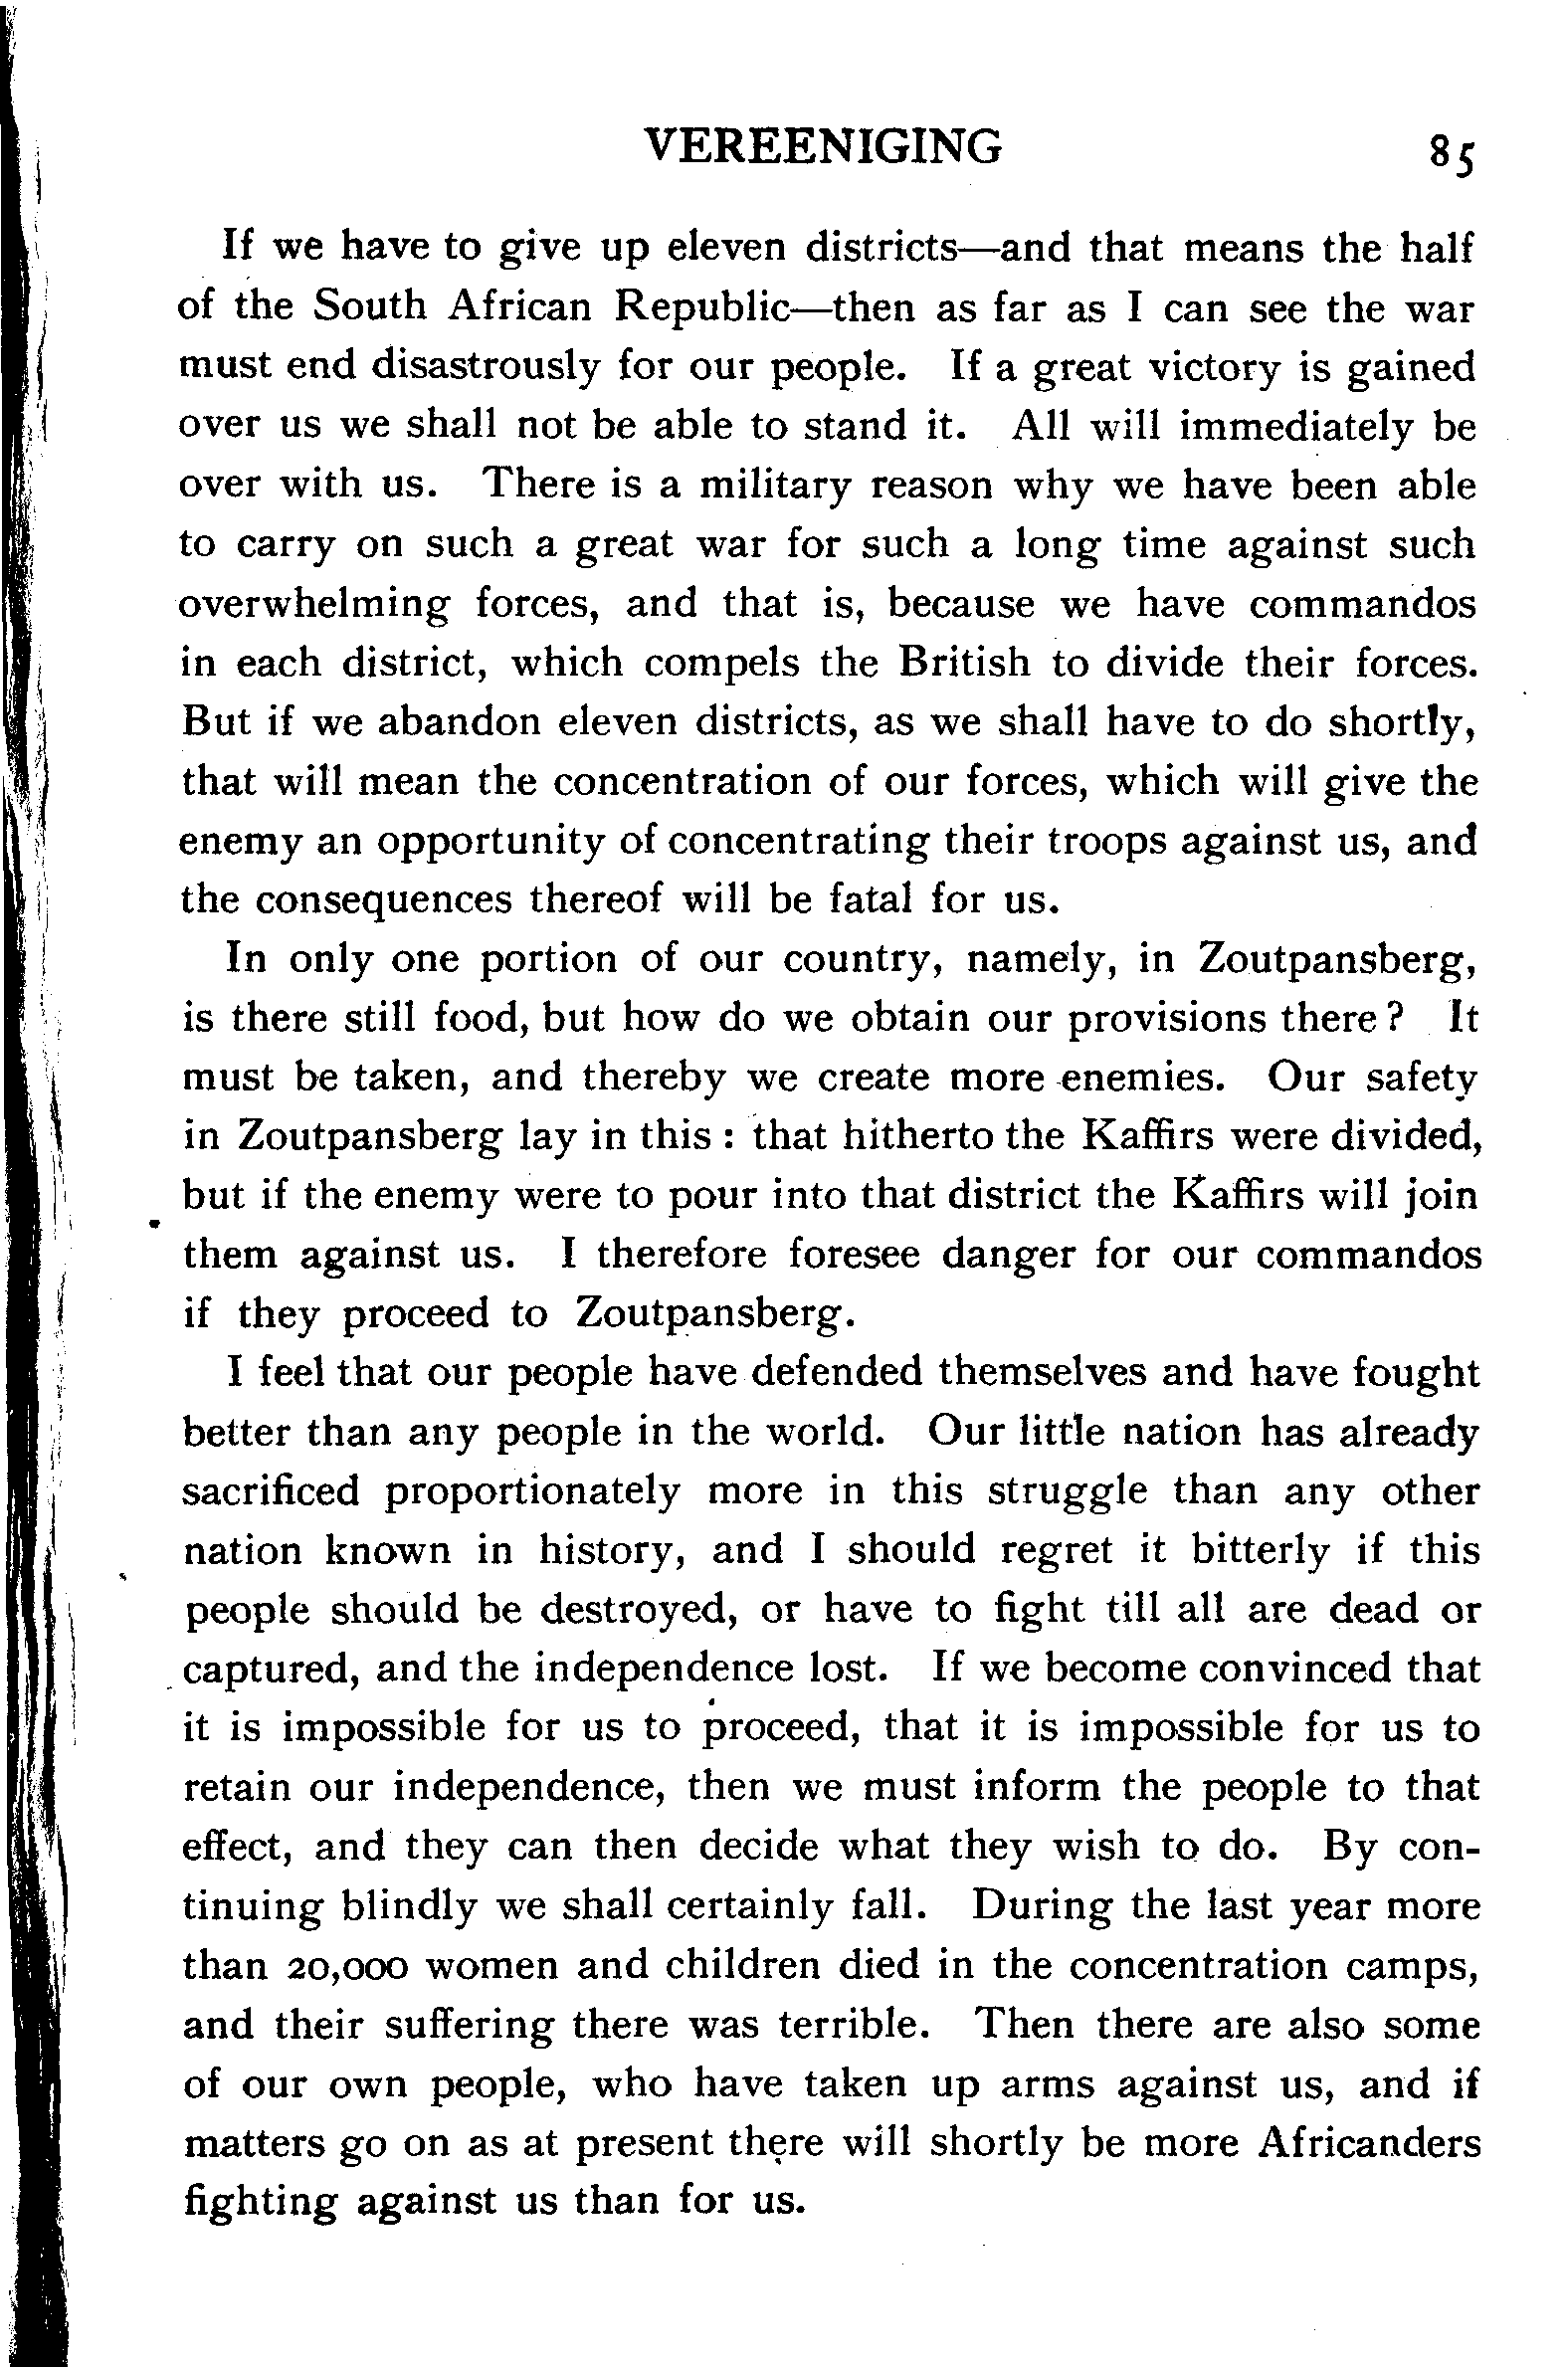 VEREENIGING 85
If we have to give up eleven districts—and that means the half
of the South African Republic—then as far as I can see the war
must end disastrously for our people. If a great victory is gained
over us we shall not be able to stand it. All will immediately be
over with us. There is a military reason why we have been able
to carry on such a great war for such a long time against such
overwhelming forces, and that is, because we have commandos
in each district, which compels the British to divide their forces.
But if we abandon eleven districts, as we shall have to do shortly,
that will mean the concentration of our forces, which will give the
enemy an opportunity of concentrating their troops against us, and
the consequences thereof will be fatal for us.
In only one portion of our country, namely, in Zoutpansberg,
is there still food, but how do we obtain our provisions there? It
must be taken, and thereby we create more enemies. Our safety
in Zoutpansberg lay in this: that hitherto the Kaffirs were divided,
but if the enemy were to pour into that district the Kaffirs will join
them against us. I therefore foresee danger for our commandos
if they proceed to Zoutpansberg.
I feel that our people have defended themselves and have fought
better than any people in the world. Our little nation has already
sacrificed proportionately more in this struggle than any other
nation known in history, and I should regret it bitterly if this
people should be destroyed, or have to fight till all are dead or
captured, and the independence lost. If we become convinced that
it is impossible for us to proceed, that it is impossible for us to
retain our independence, then we must inform the people to that
effect, and they can then decide what they wish to do. By con-
tinuing blindly we shall certainly fall. During the last year more
than 20,000 women and children died in the concentration camps,
and their suffering there was terrible. Then there are also some
of our own people, who have taken up arms against us, and if
matters go on as at present there will shortly be more Africanders
fighting against us than for us.